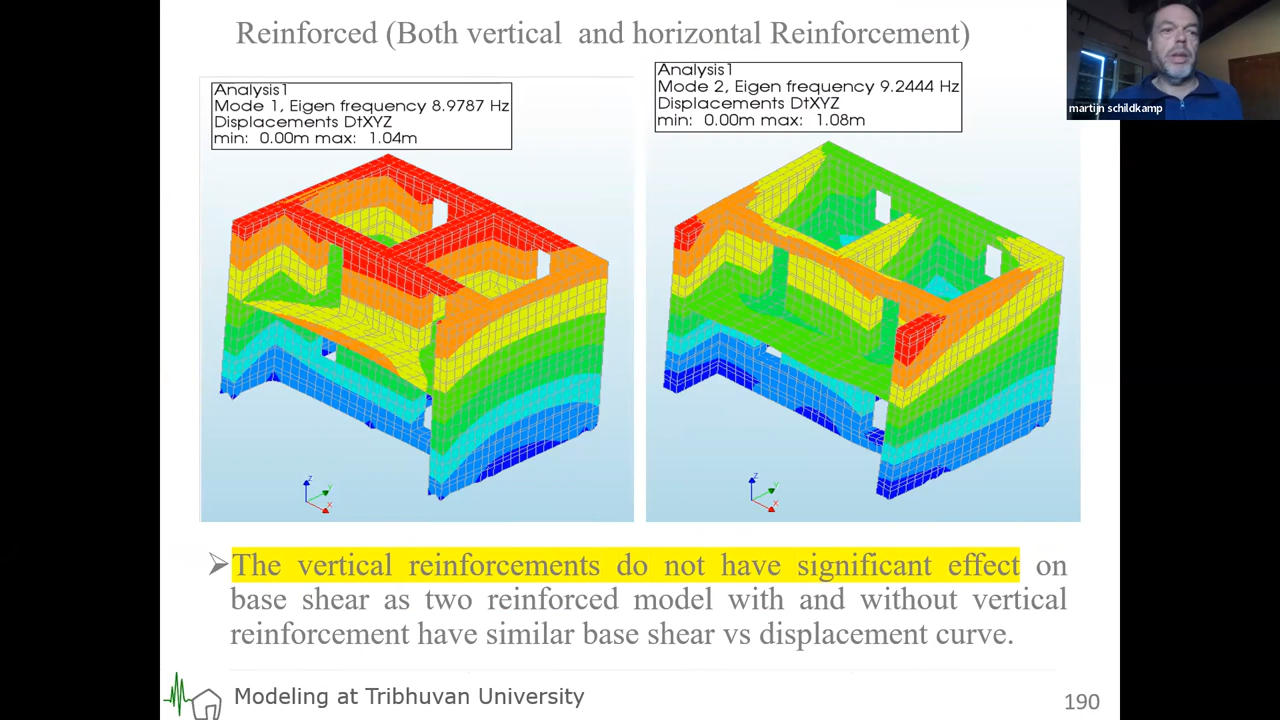 Reinforced (Both vertical and horizontal Reinforcement)
Analysis1
Mode 1, Eigen frequency 8.9787 Hz
Displacements DtXYZ
min: 0.00m max: 1.04m
Analysis1
Mode 2, Eigen frequency 9.2444 Hz
Displacements DtXYZ
min: 0.00m max: 1.08m
martijn schildkamp
Z
Y
X
Z
Y
X
The vertical reinforcements do not have significant effect on
base shear as two reinforced model with and without vertical
reinforcement have similar base shear vs displacement curve.
Modeling at Tribhuvan University
190